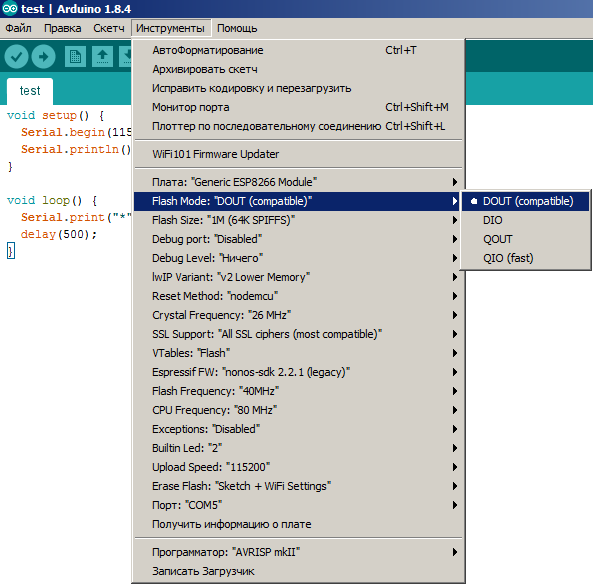 test | Arduino 1.8.4
Файл Правка Скетч Инструменты Помощь
test
void setup() {
Serial.begin(115
Serial.println()
}
void loop() {
Serial.print("*"
delay(500);
}
АвтоФорматирование Ctrl+T
Архивировать скетч
Исправить кодировку и перезагрузить
Монитор порта Ctrl+Shift+M
Плоттер по последовательному соединению Ctrl+Shift+L
WiFi101 Firmware Updater
Плата: "Generic ESP8266 Module"
Flash Mode: "DOUT (compatible)"
Flash Size: "1M (64K SPIFFS)"
Debug port: "Disabled"
Debug Level: "Ничего"
lwIP Variant: "v2 Lower Memory"
Reset Method: "nodemcu"
Crystal Frequency: "26 MHz"
SSL Support: "All SSL ciphers (most compatible)"
VTables: "Flash"
Espressif FW: "nonos-sdk 2.2.1 (legacy)"
Flash Frequency: "40MHz"
CPU Frequency: "80 MHz"
Exceptions: "Disabled"
Builtin Led: "2"
Upload Speed: "115200"
Erase Flash: "Sketch + WiFi Settings"
Порт: "COM5"
Получить информацию о плате
Программатор: "AVRISP mkII"
Записать Загрузчик
DOUT (compatible)
DIO
QOUT
QIO (fast)